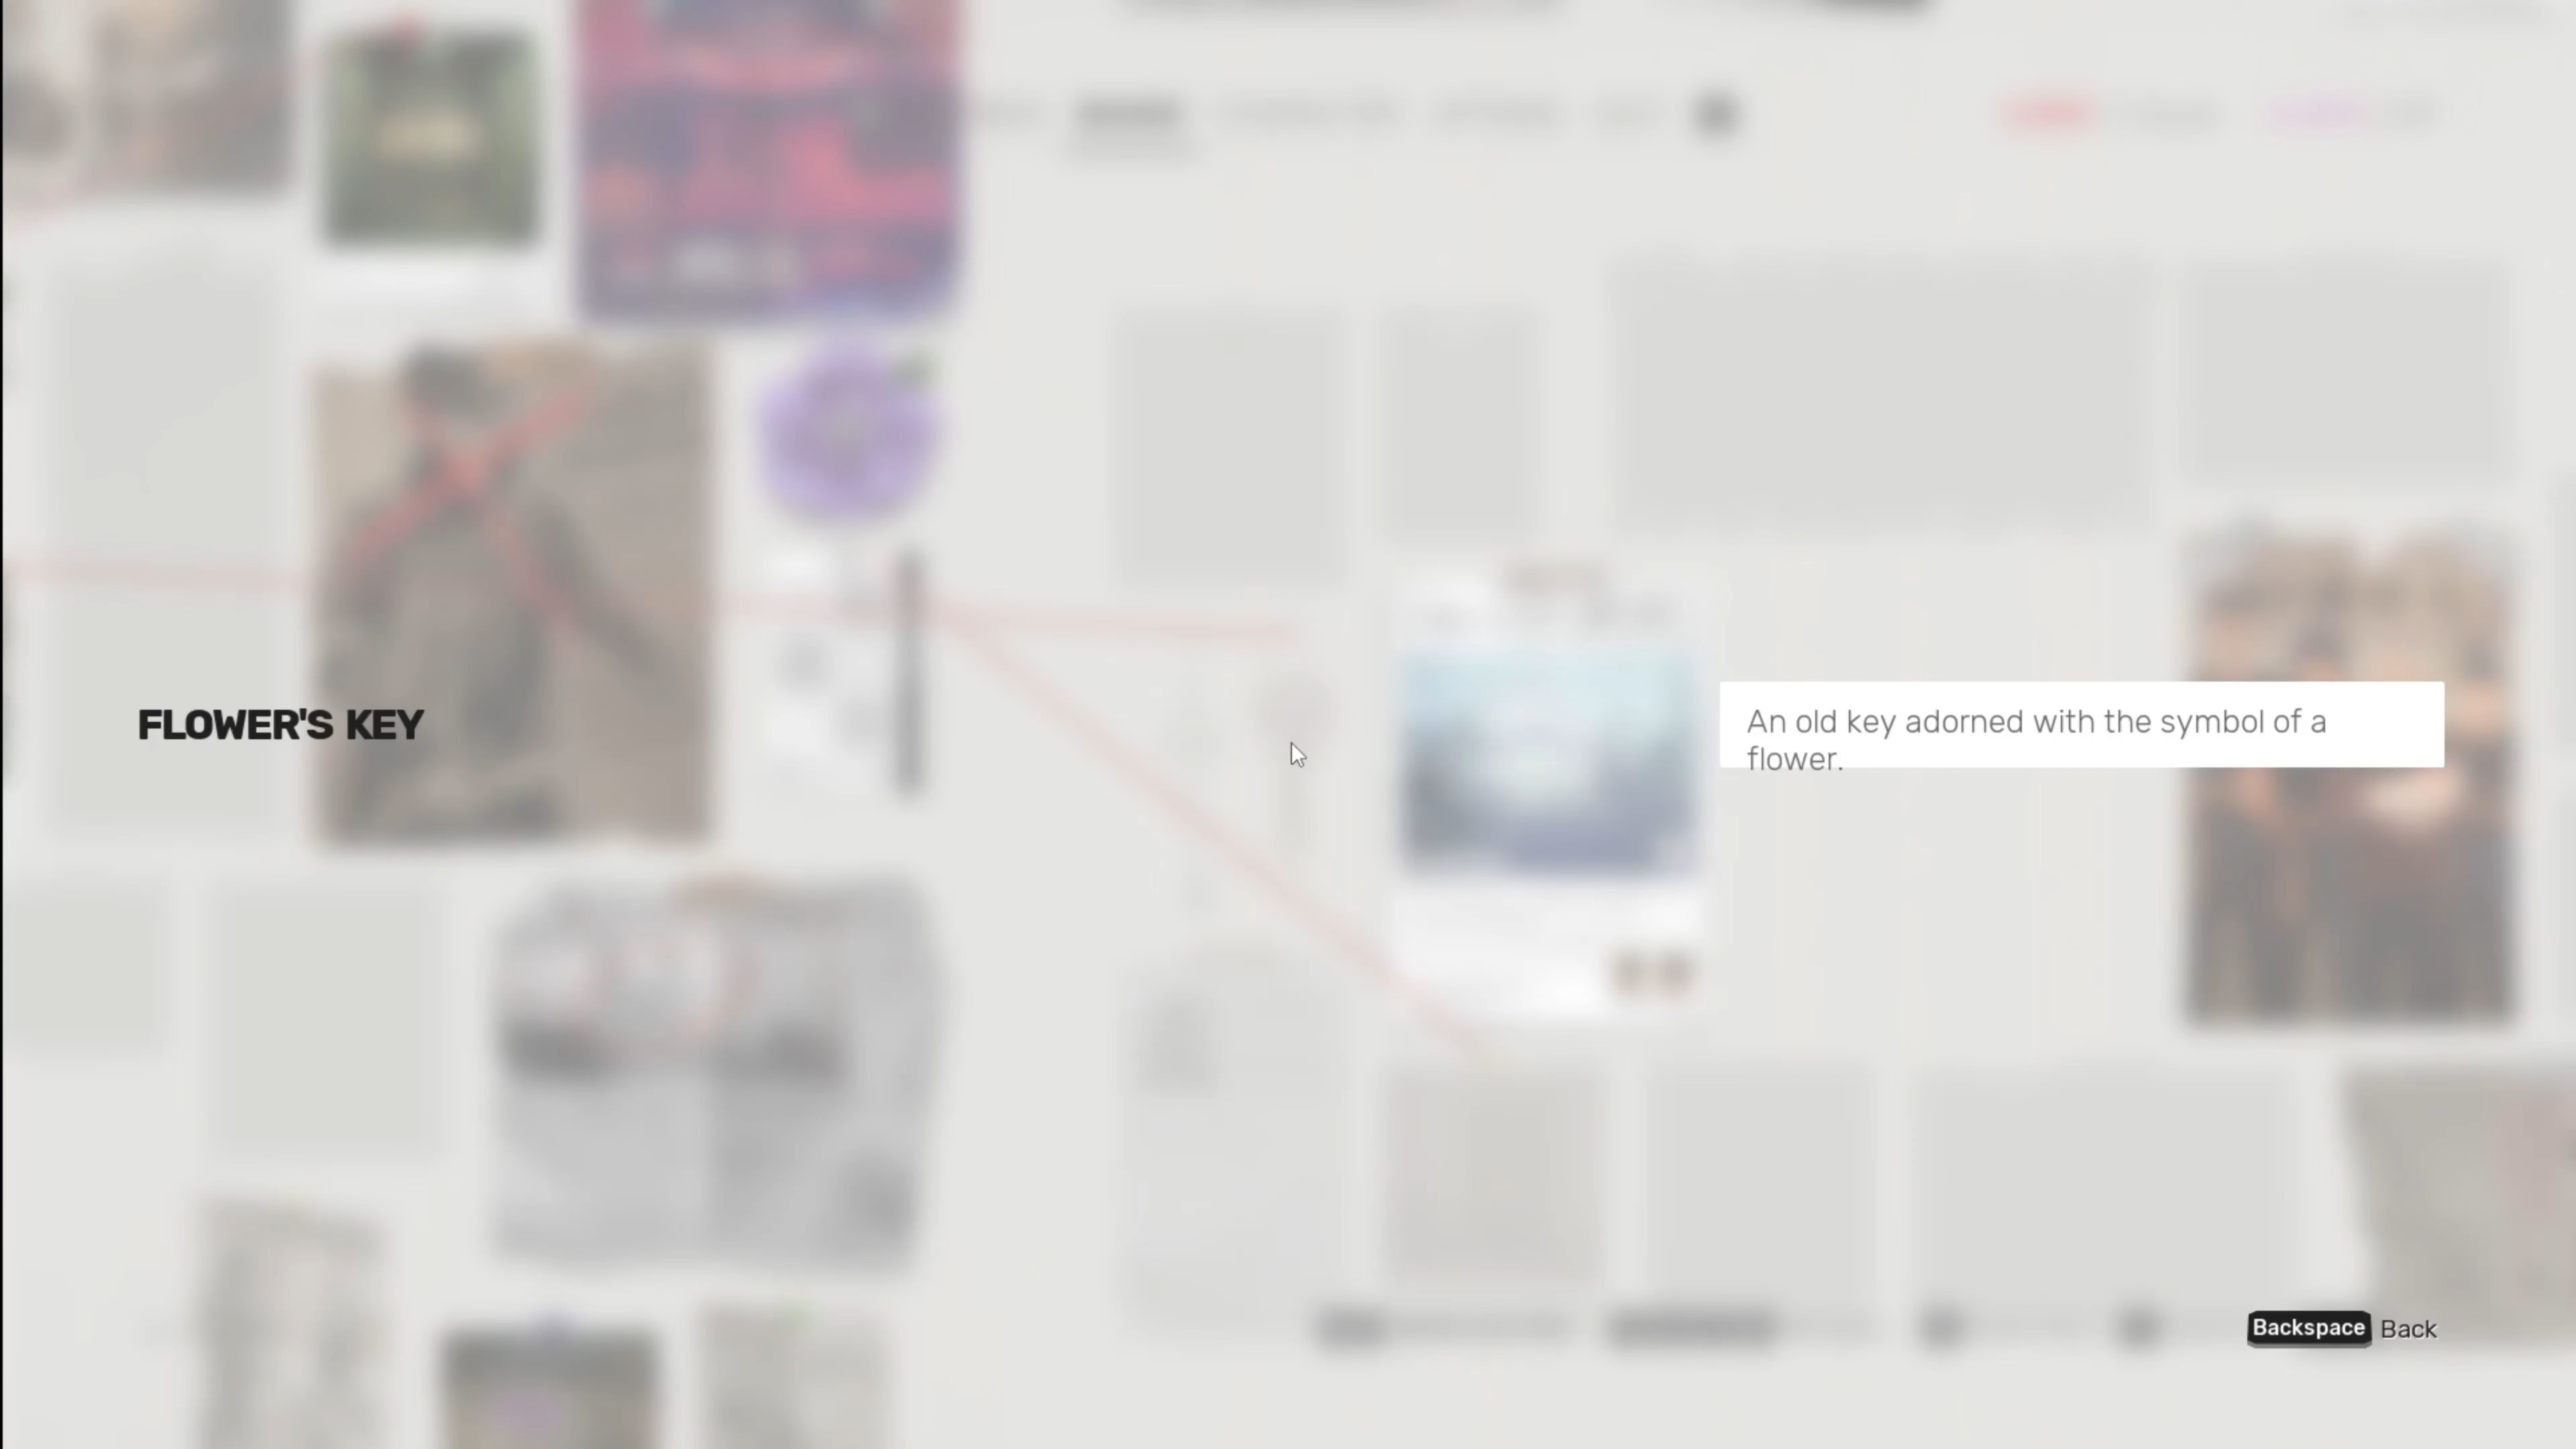 FLOWER'S KEY
An old key adorned with the symbol of a
flower.
Backspace Back